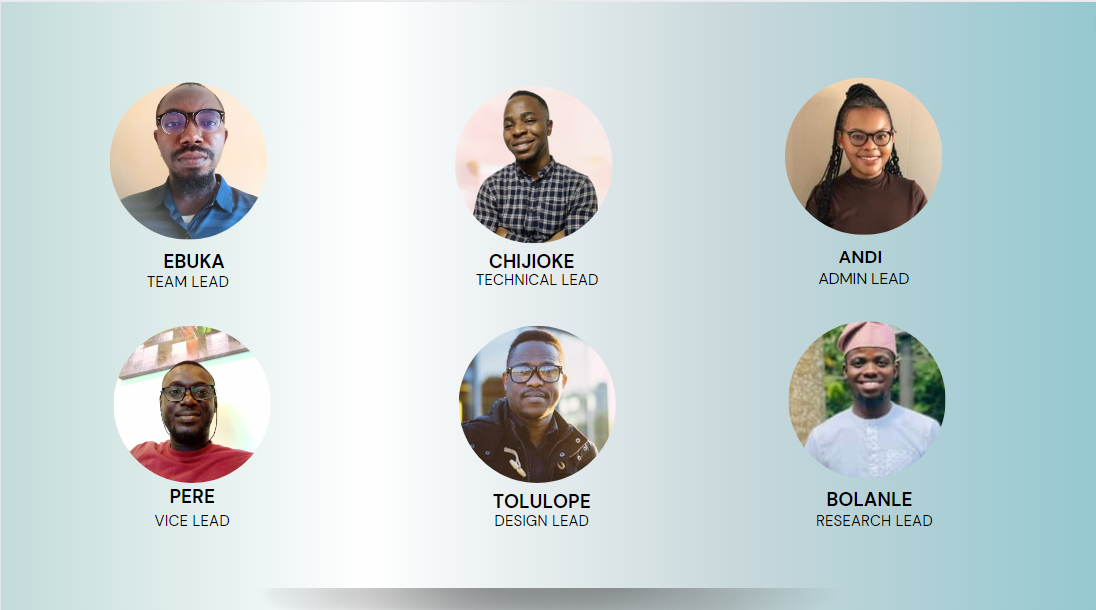 EBUKA
TEAM LEAD
CHIJIOKE
TECHNICAL LEAD
ANDI
ADMIN LEAD
PERE
VICE LEAD
TOLULOPE
DESIGN LEAD
BOLANLE
RESEARCH LEAD